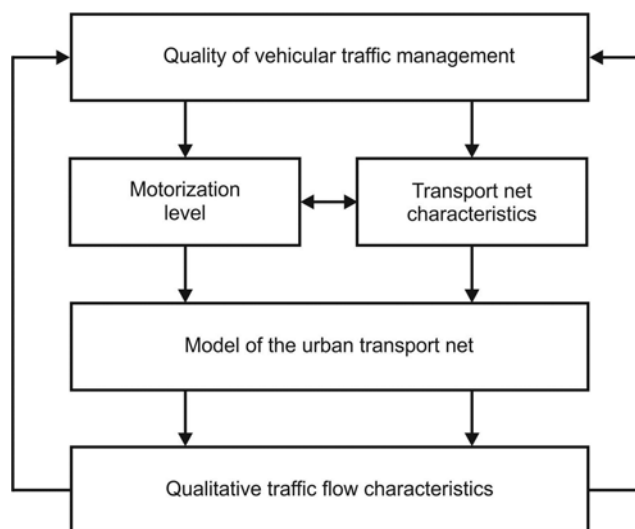 Quality of vehicular traffic management
Motorization
level
Transport net
characteristics
Model of the urban transport net
Qualitative traffic flow characteristics